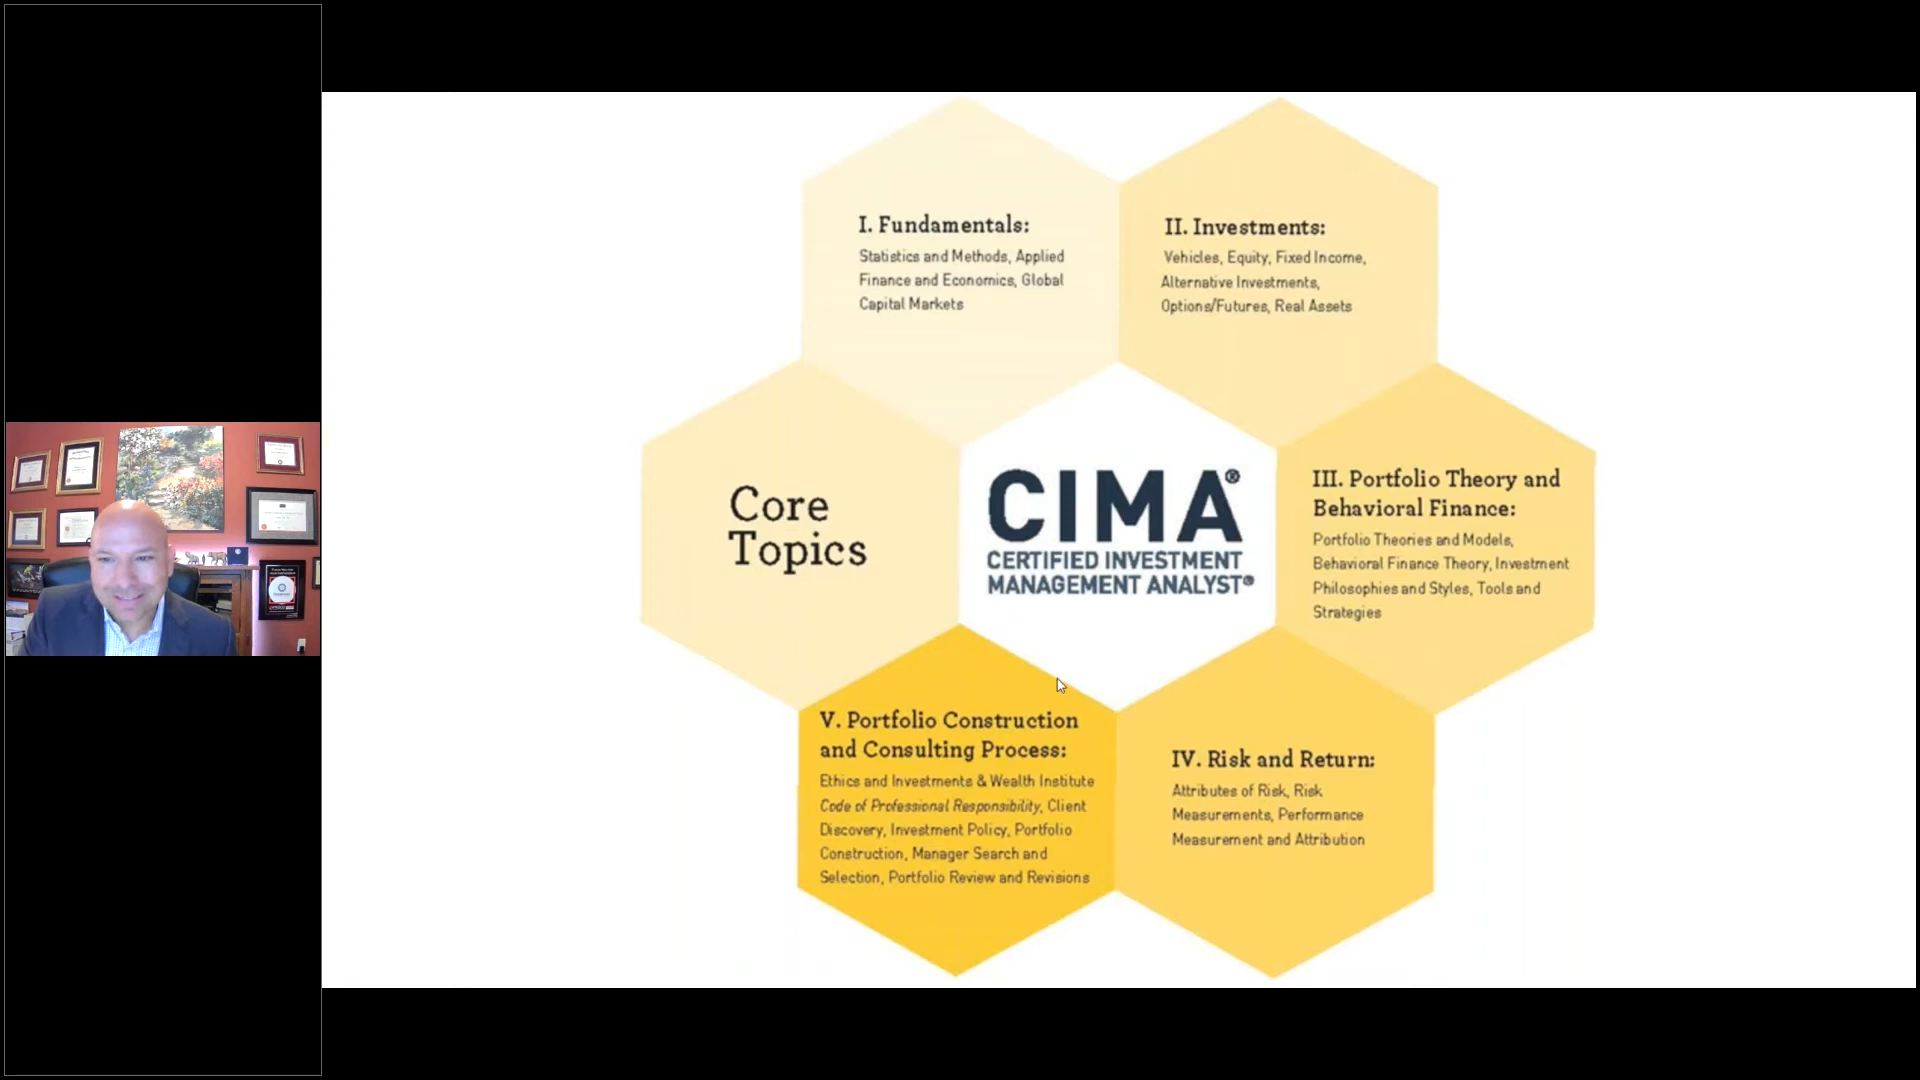 I. Fundamentals:
Statistics and Methods, Applied
Finance and Economics, Global
Capital Markets
II. Investments:
Vehicles, Equity, Fixed Income,
Alternative Investments,
Options/Futures, Real Assets
Core
Topics
CIMA®
CERTIFIED INVESTMENT
MANAGEMENT ANALYST®
III. Portfolio Theory and
Behavioral Finance:
Portfolio Theories and Models,
Behavioral Finance Theory, Investment
Philosophies and Styles, Tools and
Strategies
V. Portfolio Construction
and Consulting Process:
Ethics and Investments & Wealth Institute
Code of Professional Responsibility, Client
Discovery, Investment Policy, Portfolio
Construction, Manager Search and
Selection, Portfolio Review and Revisions
IV. Risk and Return:
Attributes of Risk, Risk
Measurements, Performance
Measurement and Attribution